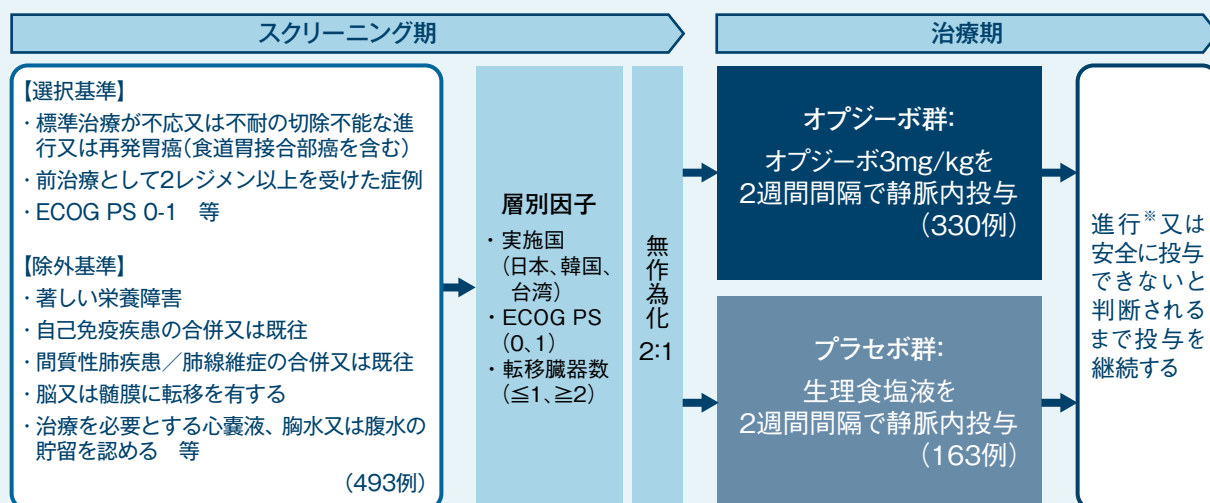 スクリーニング期
治療期
【選択基準】
・標準治療が不応又は不耐の切除不能な進
行又は再発胃癌(食道胃接合部癌を含む)
・前治療として2レジメン以上を受けた症例
・ECOG PS 0-1　等
【除外基準】
・著しい栄養障害
・自己免疫疾患の合併又は既往
・間質性肺疾患／肺線維症の合併又は既往
・脳又は髄膜に転移を有する
・治療を必要とする心囊液、胸水又は腹水の
貯留を認める　等
(493例)
層別因子
・実施国
(日本、韓国、
台湾)
・ECOG PS
(0、1)
・転移臓器数
(≦1、≧2)
無作為化
2:1
オプジーボ群:
オプジーボ3mg/kgを
2週間間隔で静脈内投与
(330例)
プラセボ群:
生理食塩液を
2週間間隔で静脈内投与
(163例)
進行※又は
安全に投与
できないと
判断される
まで投与を
継続する